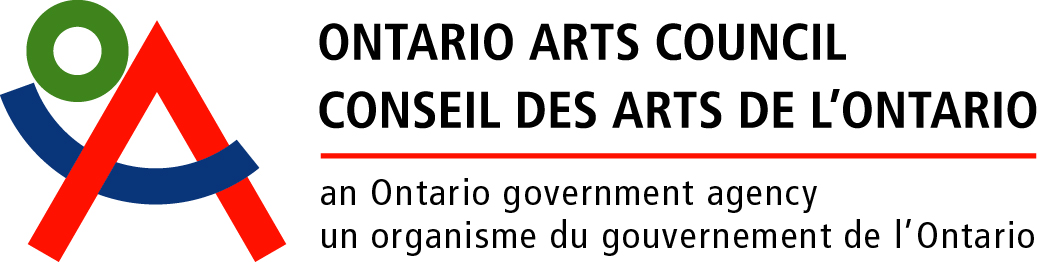 ONTARIO ARTS COUNCIL
CONSEIL DES ARTS DE L’ONTARIO
an Ontario government agency
un organisme du gouvernement de l’Ontario